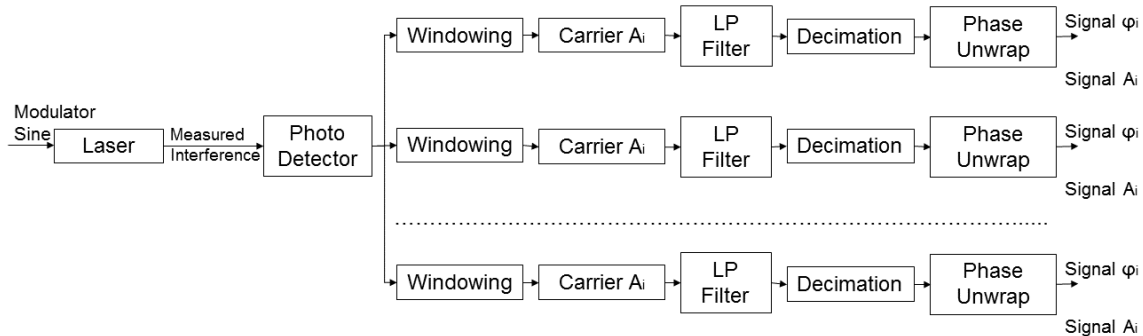 Modulator
Sine
Laser
Measured
Interference
Photo
Detector
Windowing
Carrier Ai
LP
Filter
Decimation
Phase
Unwrap
Signal φi
Signal Ai
Windowing
Carrier Ai
LP
Filter
Decimation
Phase
Unwrap
Signal φi
Signal Ai
Windowing
Carrier Ai
LP
Filter
Decimation
Phase
Unwrap
Signal φi
Signal Ai